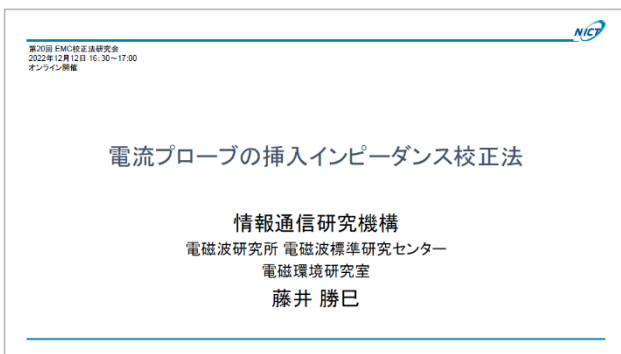 NICT
第20回 EMC校正法研究会
2022年12月12日 16:30~17:00
オンライン開催
電流プローブの挿入インピーダンス校正法
情報通信研究機構
電磁波研究所 電磁波標準研究センター
電磁環境研究室
藤井 勝巳